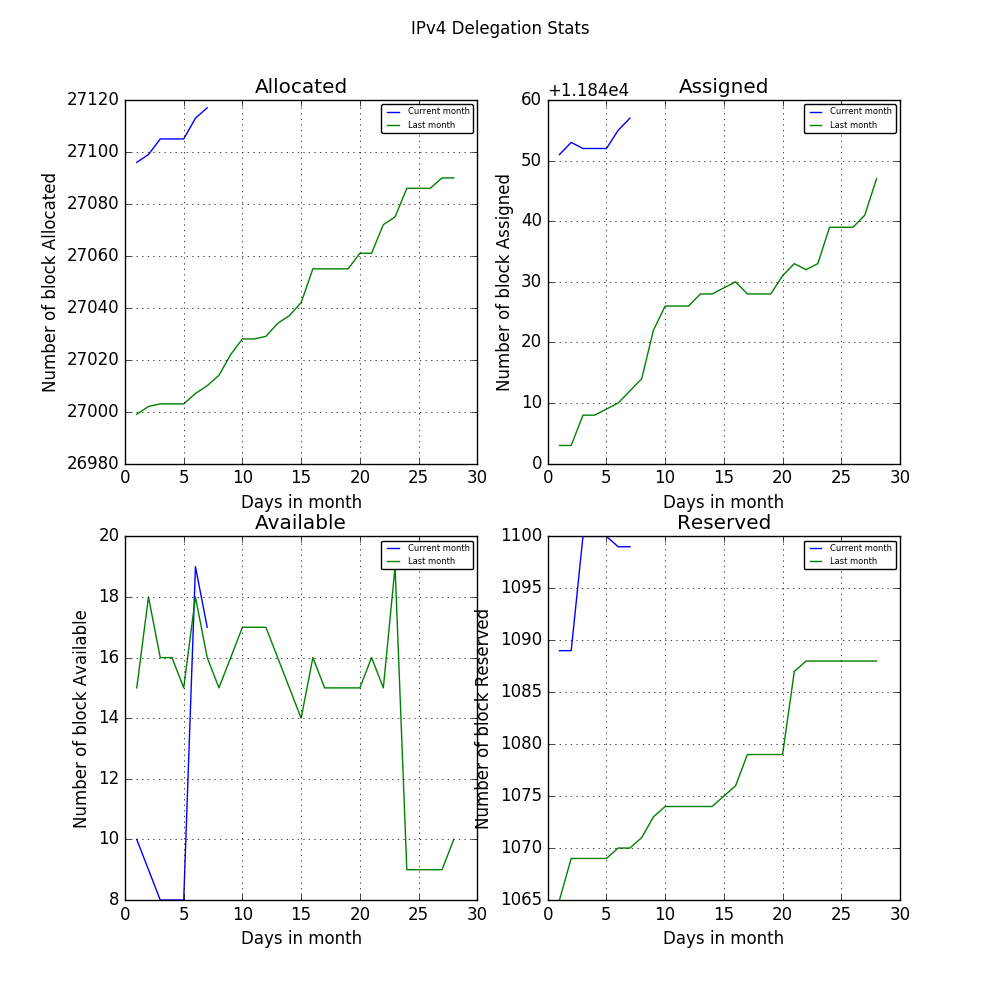 IPv4 Delegation Stats
Allocated
27120
27100
27080
27060
27040
27020
27000
26980
0 5 10 15 20 25 30
Number of block Allocated
Days in month
Current month
Last month
+1.184e4
Assigned
60
50
40
30
20
10
0
0 5 10 15 20 25 30
Number of block Assigned
Days in month
Current month
Last month
Available
20
18
16
14
12
10
8
0 5 10 15 20 25 30
Number of block Available
Days in month
Current month
Last month
Reserved
1100
1095
1090
1085
1080
1075
1070
1065
0 5 10 15 20 25 30
Number of block Reserved
Days in month
Current month
Last month